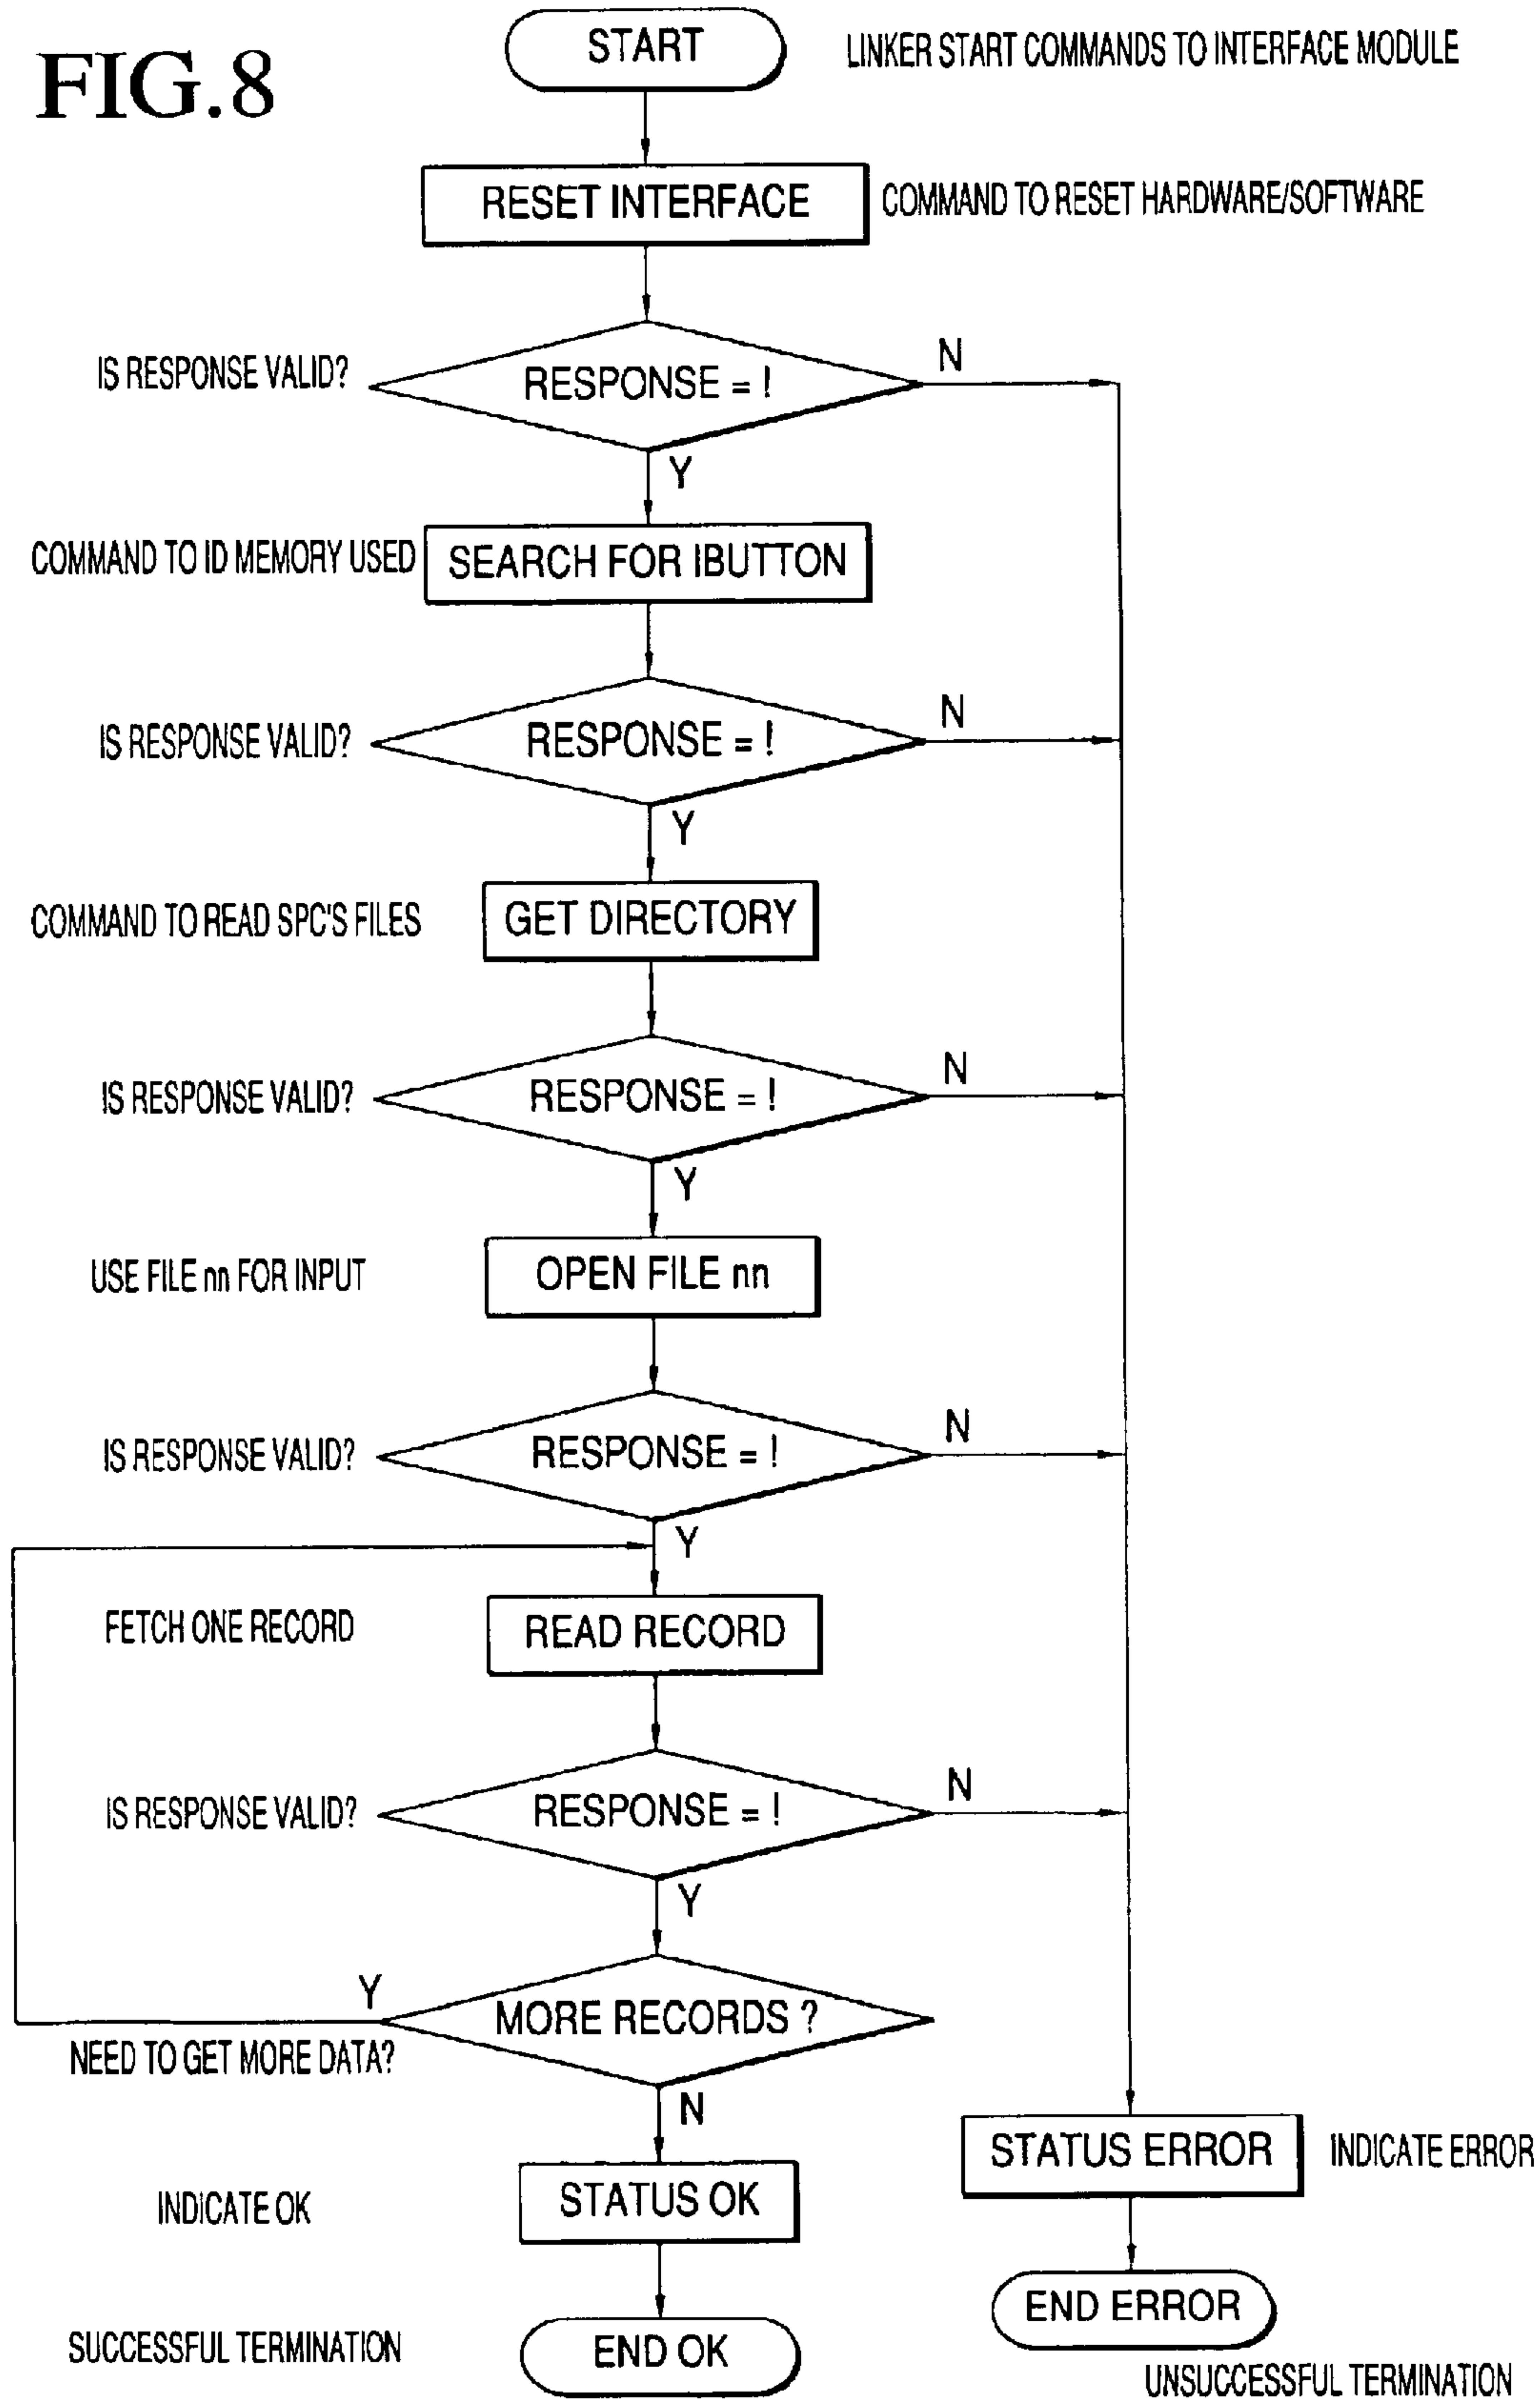 FIG.8
START
LINKER START COMMANDS TO INTERFACE MODULE
RESET INTERFACE
COMMAND TO RESET HARDWARE/SOFTWARE
IS RESPONSE VALID?
RESPONSE = !
N
Y
COMMAND TO ID MEMORY USED
SEARCH FOR IBUTTON
IS RESPONSE VALID?
RESPONSE = !
N
Y
COMMAND TO READ SPC'S FILES
GET DIRECTORY
IS RESPONSE VALID?
RESPONSE = !
N
Y
USE FILE nn FOR INPUT
OPEN FILE nn
IS RESPONSE VALID?
RESPONSE = !
N
Y
FETCH ONE RECORD
READ RECORD
IS RESPONSE VALID?
RESPONSE = !
N
Y
Y
MORE RECORDS ?
NEED TO GET MORE DATA?
N
STATUS ERROR
INDICATE ERROR
INDICATE OK
STATUS OK
END ERROR
SUCCESSFUL TERMINATION
END OK
UNSUCCESSFUL TERMINATION